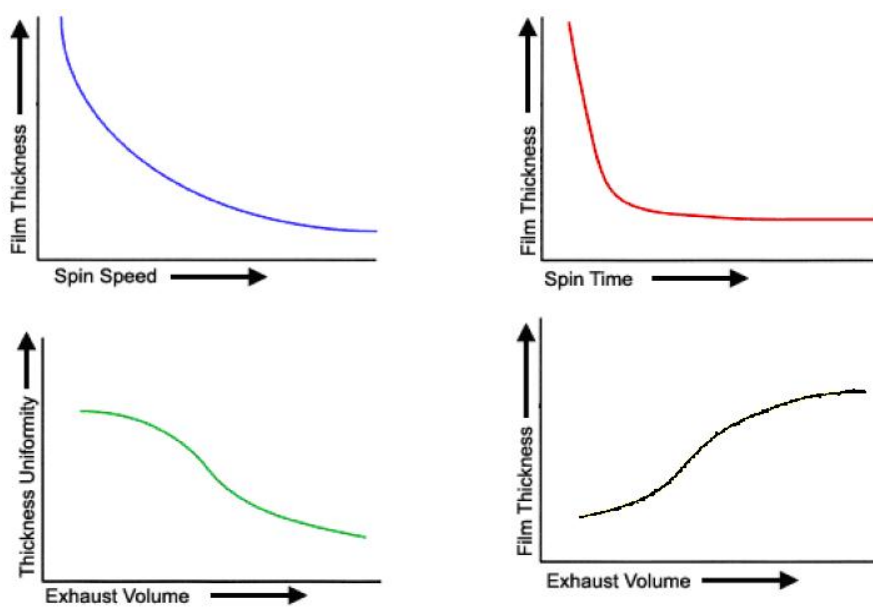 Film Thickness
Spin Speed
Film Thickness
Spin Time
Thickness Uniformity
Exhaust Volume
Film Thickness
Exhaust Volume